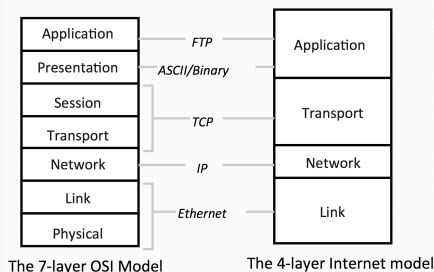 Application
Presentation
Session
Transport
Network
Link
Physical
The 7-layer OSI Model
FTP
ASCII/Binary
TCP
IP
Ethernet
Application
Transport
Network
Link
The 4-layer Internet model